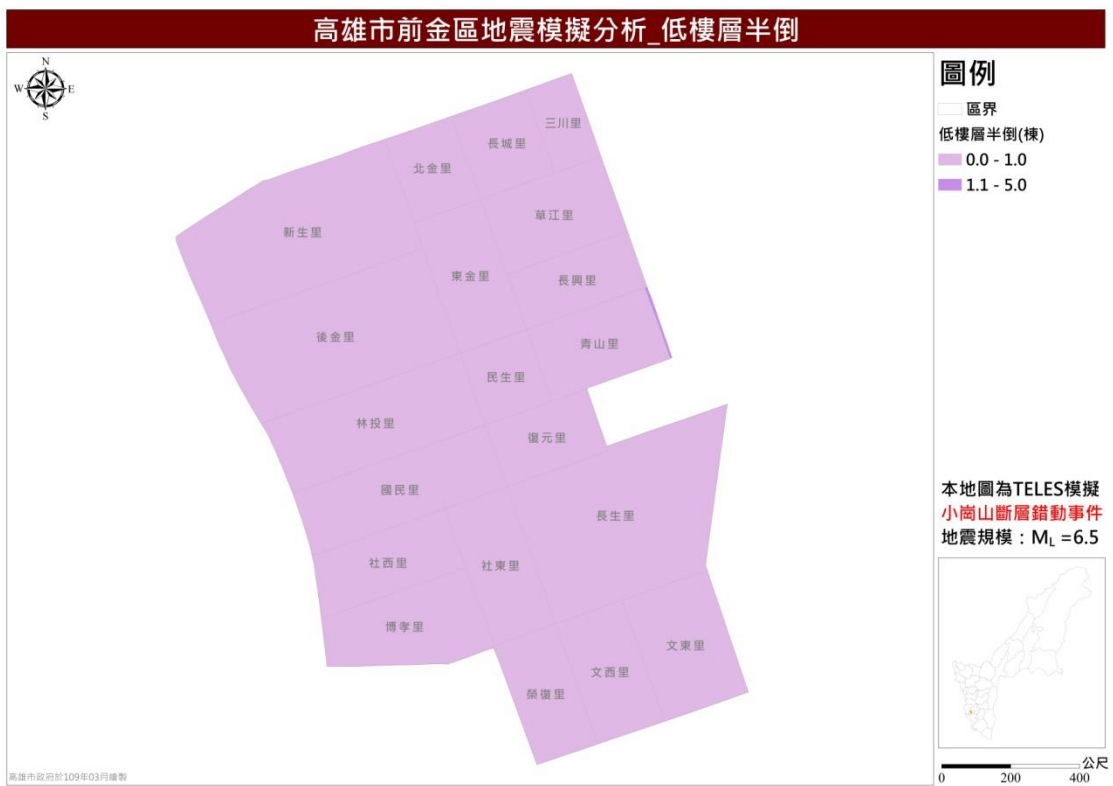 高雄市前金區地震模擬分析_低樓層半倒
N
W
E
S
三川里
長城里
北金里
草江里
新生里
東金里
長興里
後金里
青山里
民生里
林投里
復元里
國民里
長生里
社西里
社東里
博孝里
文東里
文西里
榮復里
圖例
區界
低樓層半倒(棟)
0.0 - 1.0
1.1 - 5.0
本地圖為TELES模擬
小崗山斷層錯動事件
地震規模：ML =6.5
公尺
0 200 400
高雄市政府於109年03月繪製